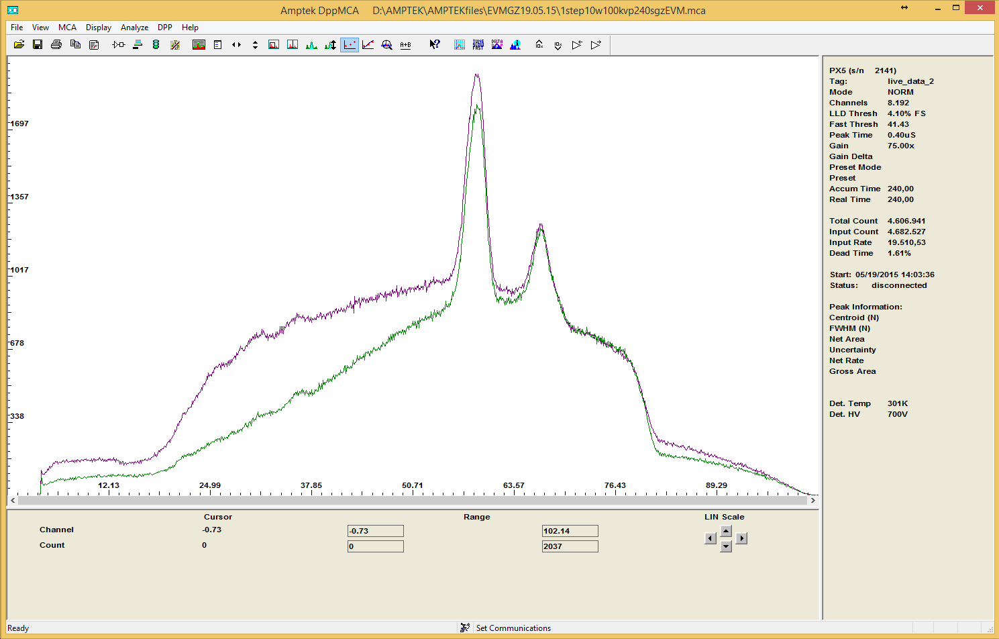 Amptek DppMCA D:\AMPTEK\AMPTEKfiles\EVMGZ19.05.15\1step10w100kvp240sgzEVM.mca
File View MCA Display Analyze DPP Help
A+B
TUNE SLOW FAST
DELTA
10x
10x
1697
1357
1017
678
338
12.13 24.99 37.85 50.71 63.57 76.43 89.29
PX5 (s/n 2141)
Tag: live_data_2
Mode NORM
Channels 8.192
LLD Thresh 4.10% FS
Fast Thresh 41.43
Peak Time 0.40uS
Gain 75.00x
Gain Delta
Preset Mode
Preset
Accum Time 240,00
Real Time 240,00
Total Count 4.606.941
Input Count 4.682.527
Input Rate 19.510,53
Dead Time 1.61%
Start: 05/19/2015 14:03:36
Status: disconnected
Peak Information:
Centroid (N)
FWHM (N)
Net Area
Uncertainty
Net Rate
Gross Area
Det. Temp 301K
Det. HV 700V
Cursor Range LIN Scale
Channel -0.73 -0.73 102.14
Count 0 0 2037
Ready Set Communications